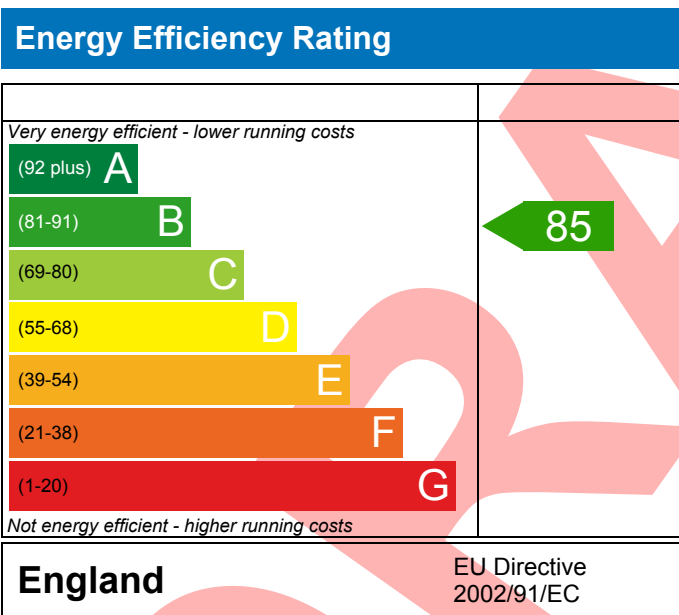 Energy Efficiency Rating
Very energy efficient - lower running costs
(92 plus) A
(81-91) B
85
(69-80) C
(55-68) D
(39-54) E
(21-38) F
(1-20) G
Not energy efficient - higher running costs
England
EU Directive
2002/91/EC